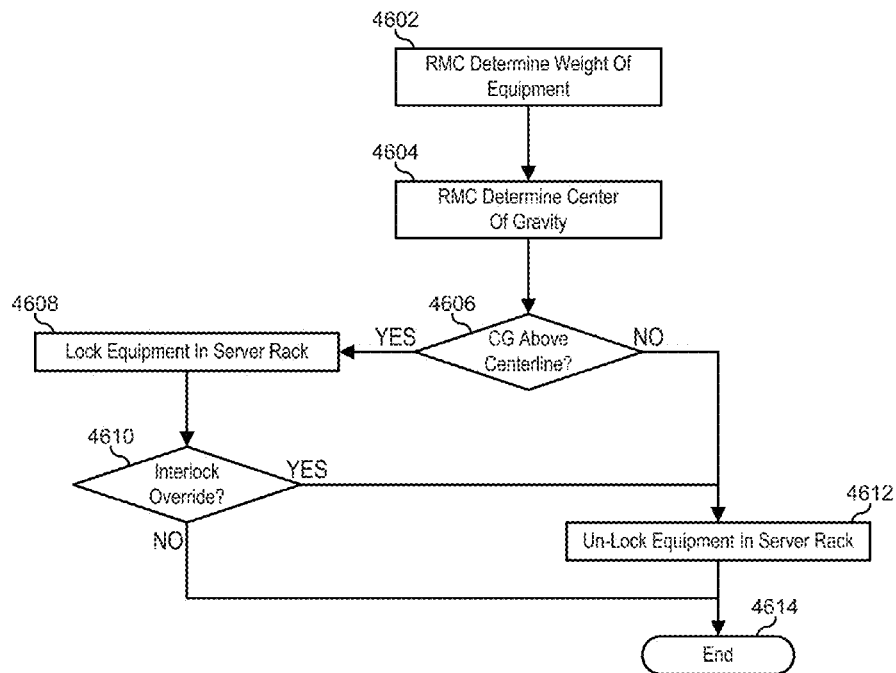 4602
RMC Determine Weight Of
Equipment
4604
RMC Determine Center
Of Gravity
4606
CG Above
Centerline?
YES
NO
4608
Lock Equipment In Server Rack
4610
Interlock
Override?
YES
NO
4612
Un-Lock Equipment In Server Rack
4614
End